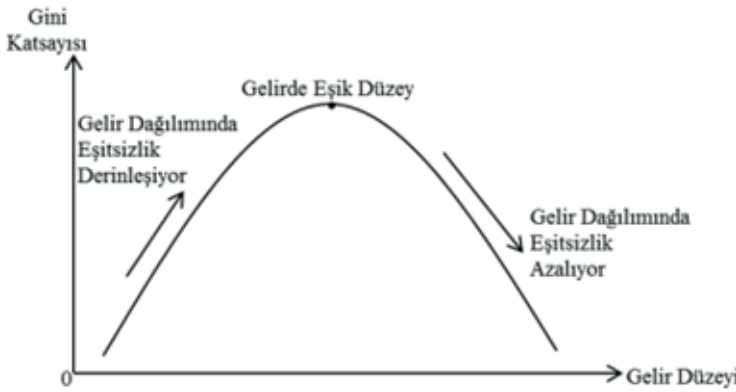 Gini
Katsayısı
Gelirde Eşik Düzey
Gelir Dağılımında
Eşitsizlik
Derinleşiyor
Gelir Dağılımında
Eşitsizlik
Azalıyor
0
Gelir Düzeyi